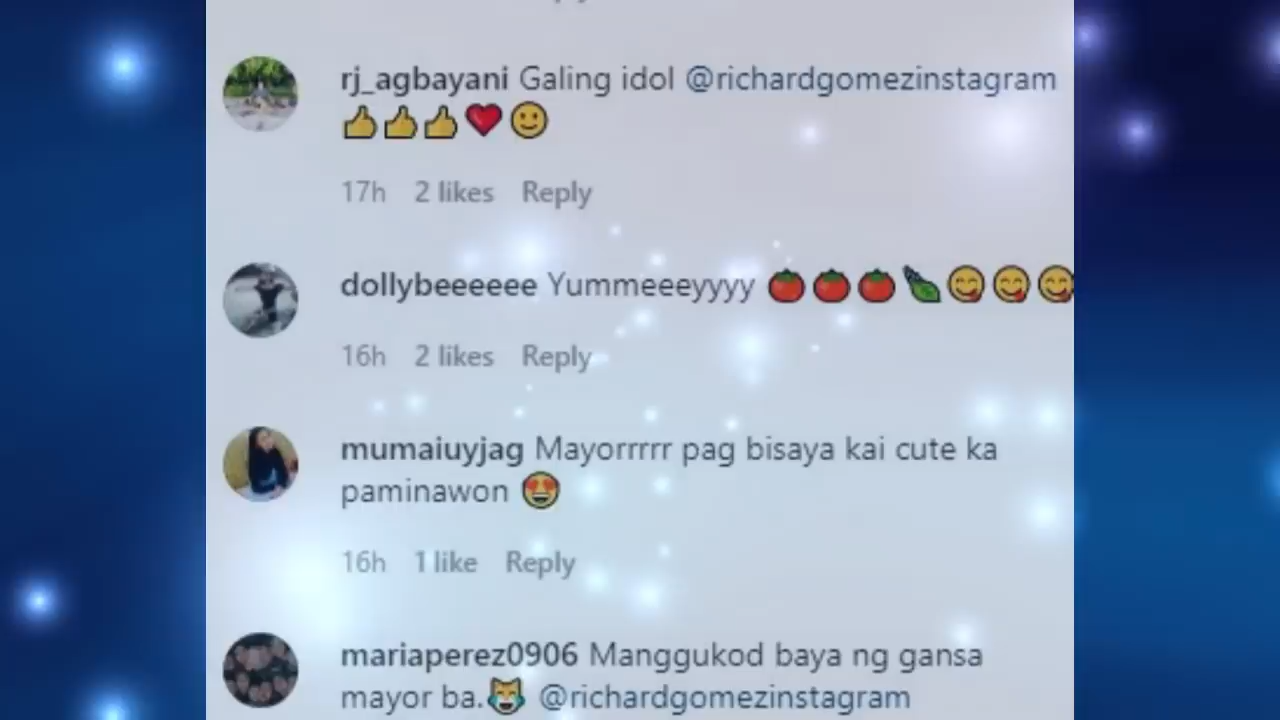 rj_agbayani Galing idol @richardgomezinstagram
👍👍👍❤️🙂
17h 2 likes Reply
dollybeeeeee Yummeeeyyyy 🍅🍅🍅🫛😋😋😋
16h 2 likes Reply
mumaiuyjag Mayorrrrr pag bisaya kai cute ka
paminawon 😍
16h 1 like Reply
mariaperez0906 Manggukod baya ng gansa
mayor ba.😹 @richardgomezinstagram